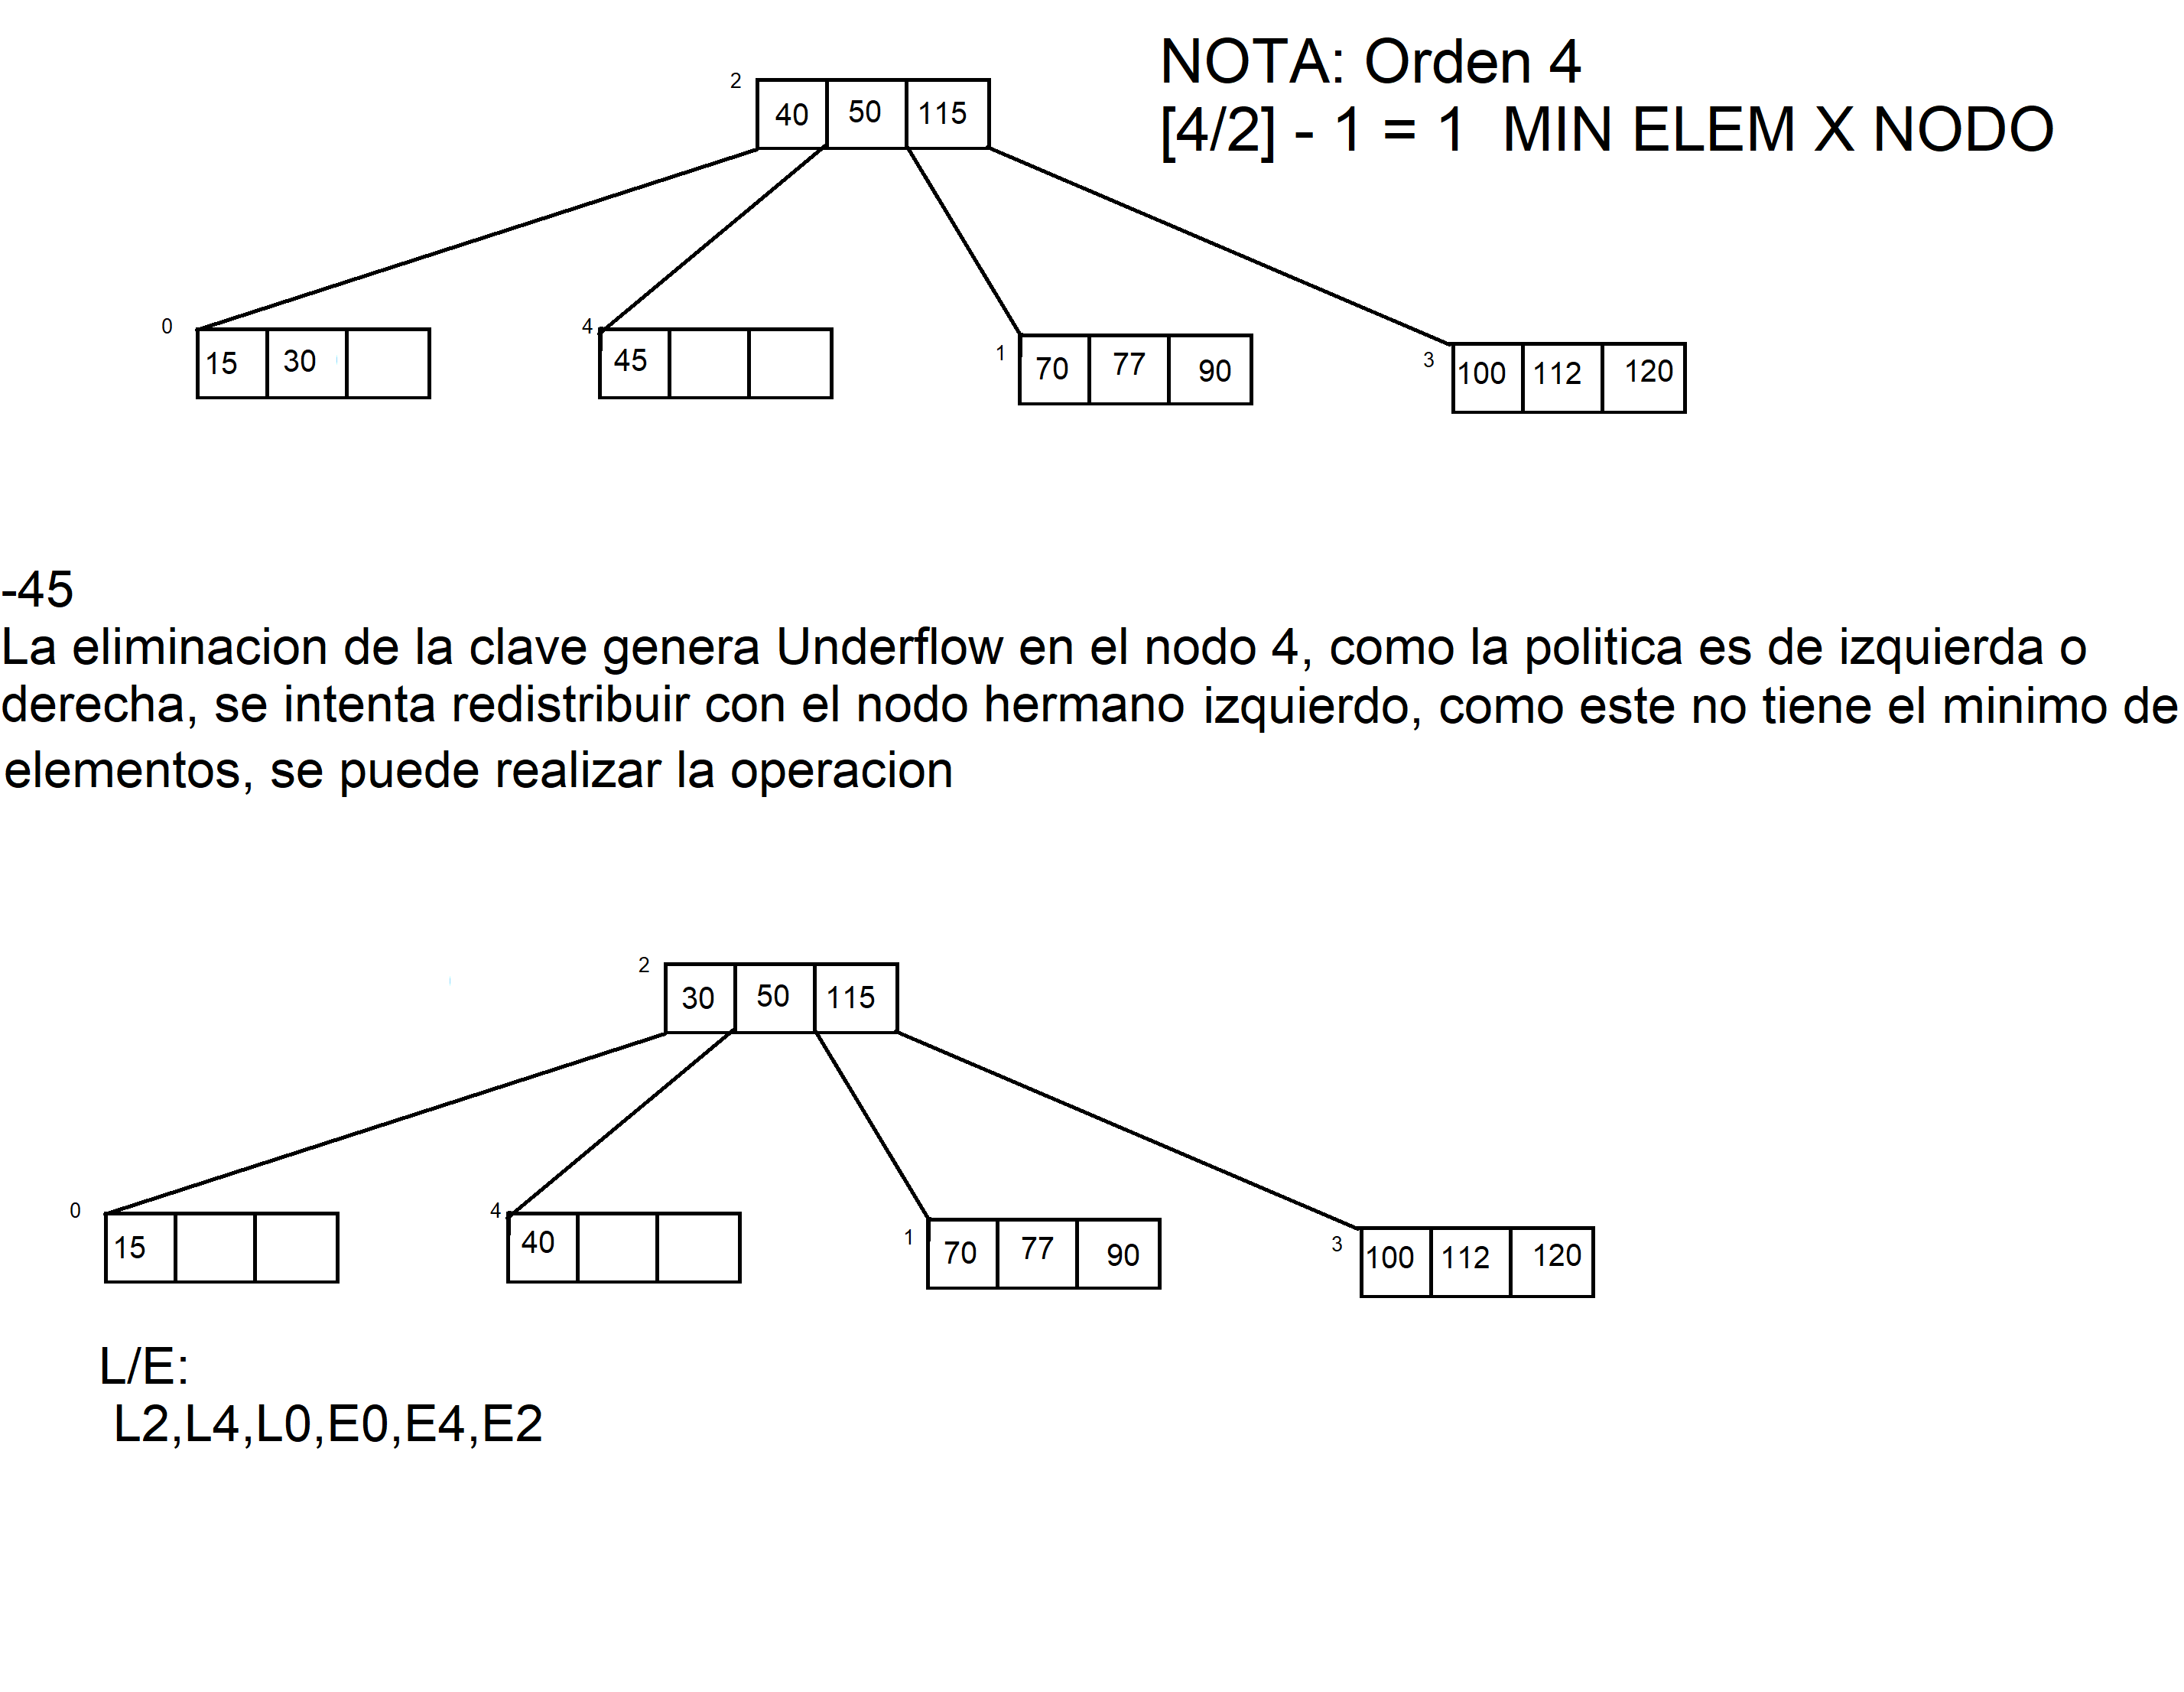 NOTA: Orden 4
[4/2] - 1 = 1 MIN ELEM X NODO
2
40 50 115
0
15 30
4
45
1
70 77 90
3
100 112 120
-45
La eliminacion de la clave genera Underflow en el nodo 4, como la politica es de izquierda o
derecha, se intenta redistribuir con el nodo hermano izquierdo, como este no tiene el minimo de
elementos, se puede realizar la operacion
2
30 50 115
0
15
4
40
1
70 77 90
3
100 112 120
L/E:
L2,L4,L0,E0,E4,E2